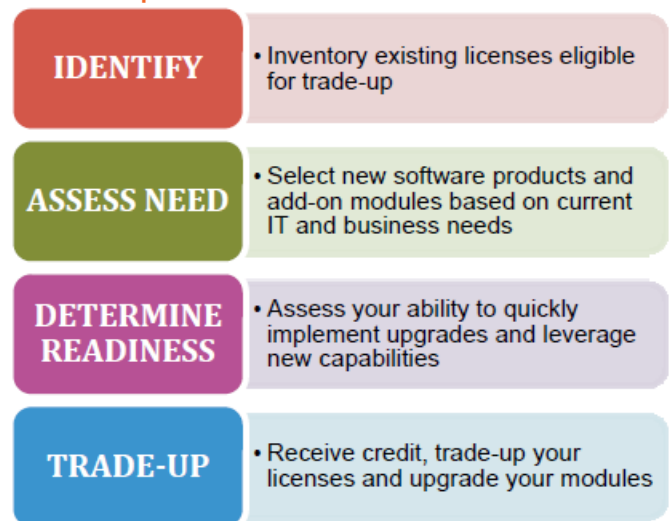 IDENTIFY
• Inventory existing licenses eligible
for trade-up
ASSESS NEED
• Select new software products and
add-on modules based on current
IT and business needs
DETERMINE
READINESS
• Assess your ability to quickly
implement upgrades and leverage
new capabilities
TRADE-UP
• Receive credit, trade-up your
licenses and upgrade your modules